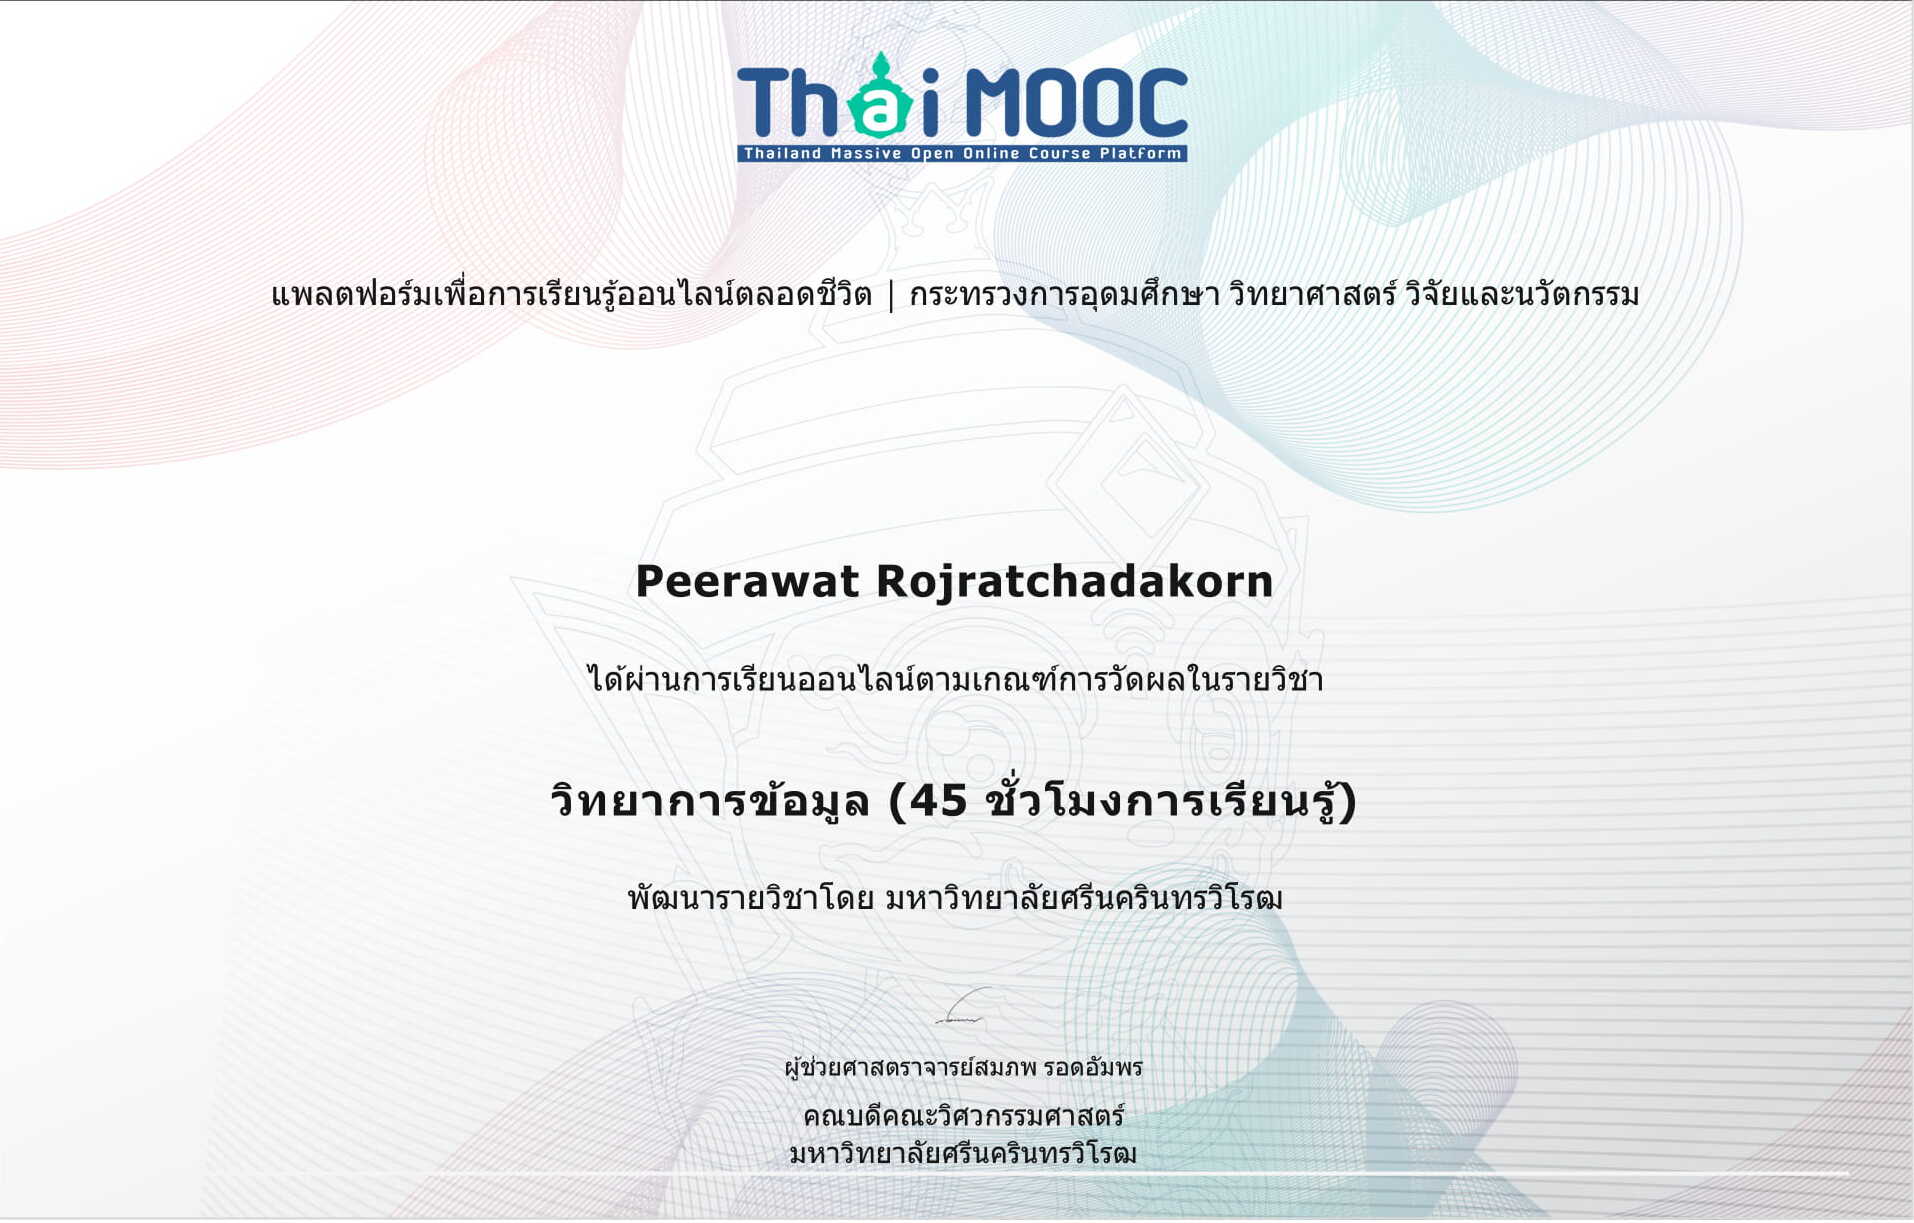 Thai MOOC
Thailand Massive Open Online Course Platform
แพลตฟอร์มเพื่อการเรียนรู้ออนไลน์ตลอดชีวิต | กระทรวงการอุดมศึกษา วิทยาศาสตร์ วิจัยและนวัตกรรม
Peerawat Rojratchadakorn
ได้ผ่านการเรียนออนไลน์ตามเกณฑ์การวัดผลในรายวิชา
วิทยาการข้อมูล (45 ชั่วโมงการเรียนรู้)
พัฒนารายวิชาโดย มหาวิทยาลัยศรีนครินทรวิโรฒ
ผู้ช่วยศาสตราจารย์สมภพ รอดอัมพร
คณบดีคณะวิศวกรรมศาสตร์
มหาวิทยาลัยศรีนครินทรวิโรฒ